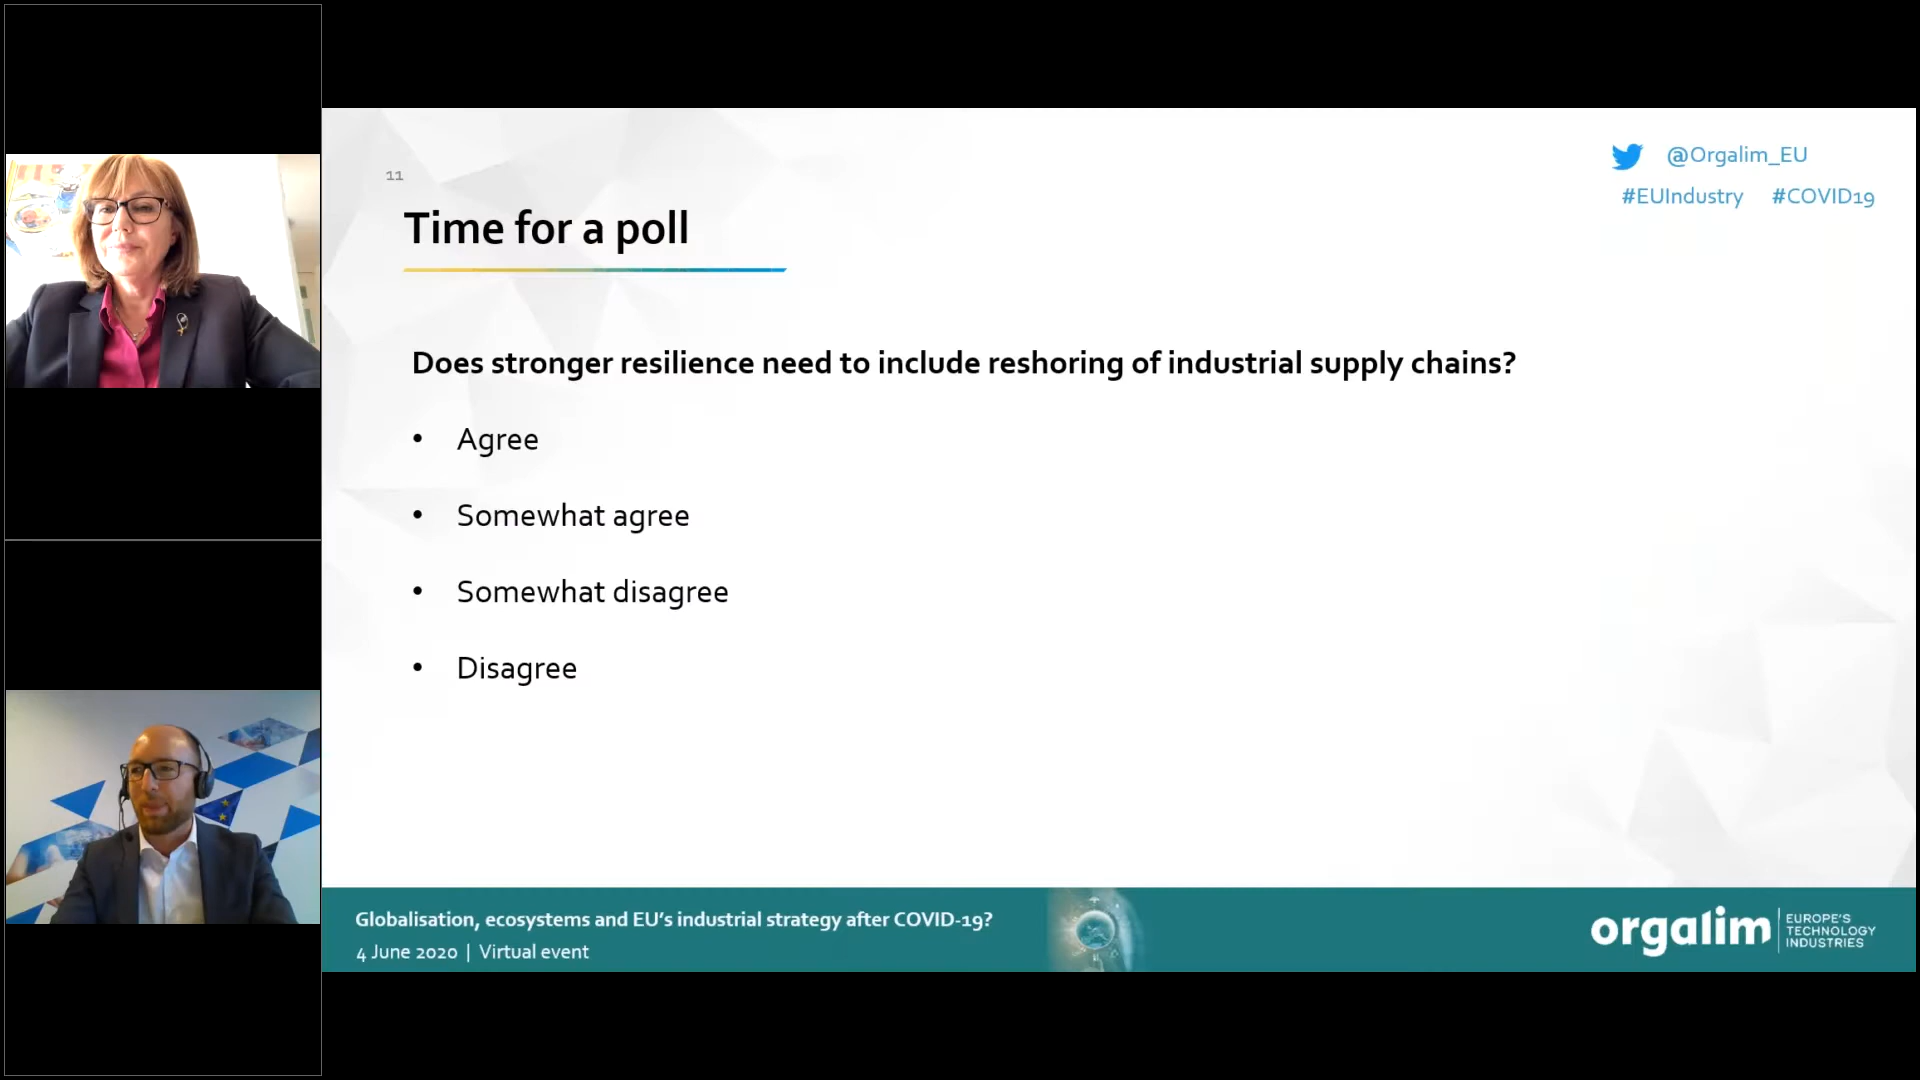 @Orgalim_EU
#EUIndustry #COVID19
11
Time for a poll
Does stronger resilience need to include reshoring of industrial supply chains?
• Agree
• Somewhat agree
• Somewhat disagree
• Disagree
Globalisation, ecosystems and EU's industrial strategy after COVID-19?
4 June 2020 | Virtual event
orgalim
EUROPE'S
TECHNOLOGY
INDUSTRIES